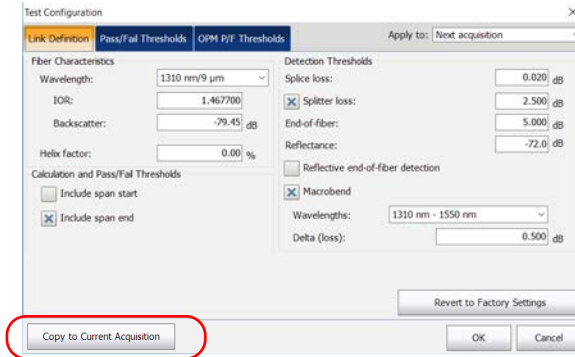 Test Configuration
Link Definition Pass/Fail Thresholds OPM P/F Thresholds Apply to: Next acquisition
Fiber Characteristics
Wavelength: 1310 nm/9 µm
IOR: 1.467700
Backscatter: -79.45 dB
Helix factor: 0.00 %
Calculation and Pass/Fail Thresholds
Include span start
Include span end
Detection Thresholds
Splice loss: 0.020 dB
Splitter loss: 2.500 dB
End-of-fiber: 5.000 dB
Reflectance: -72.0 dB
Reflective end-of-fiber detection
Macrobend
Wavelengths: 1310 nm - 1550 nm
Delta (loss): 0.500 dB
Revert to Factory Settings
Copy to Current Acquisition OK Cancel